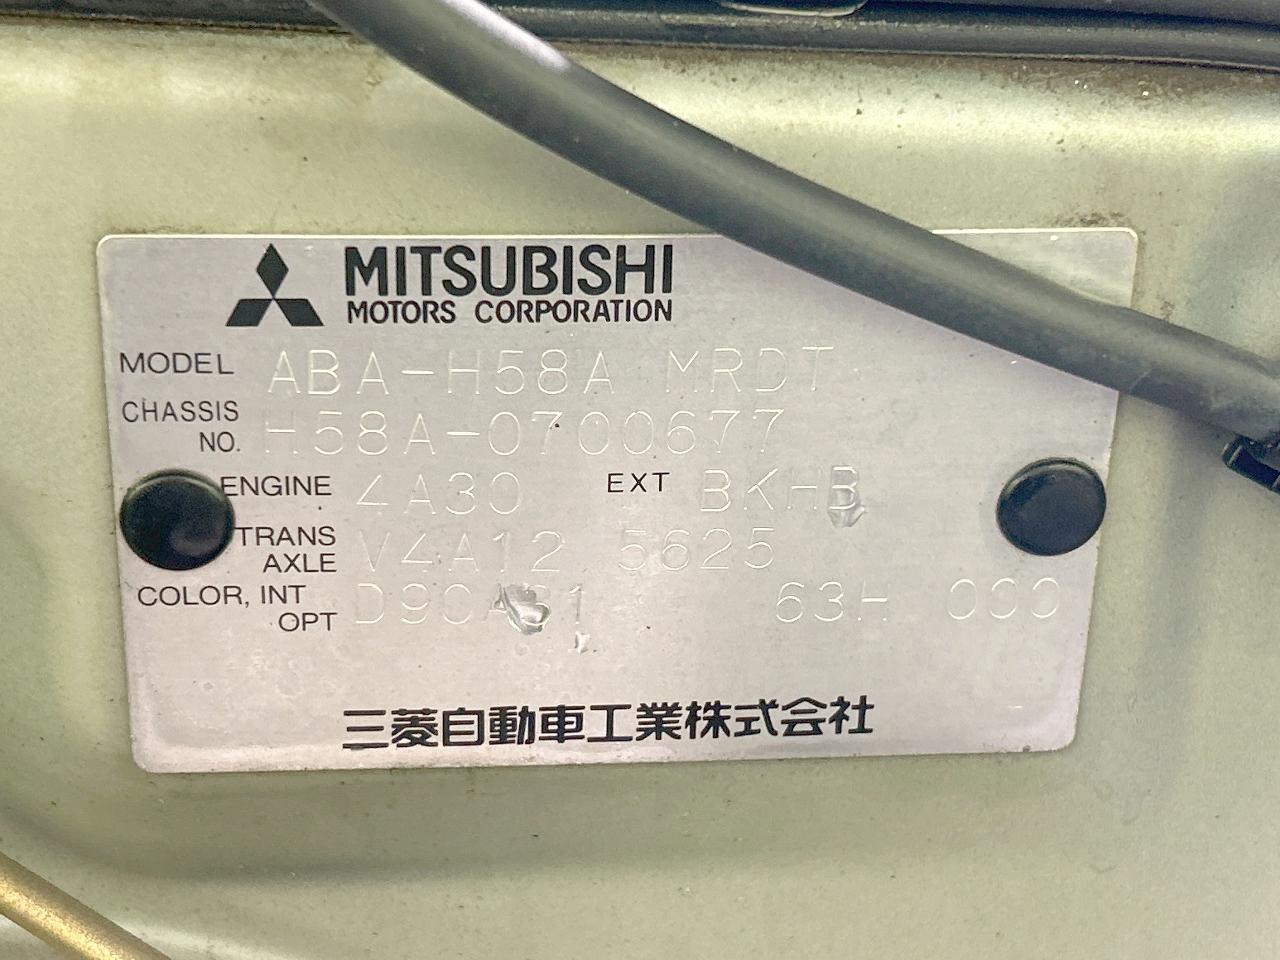 MITSUBISHI
MOTORS CORPORATION
MODEL ABA-H58A MRDT
CHASSIS NO. H58A-0700677
ENGINE 4A30 EXT BKHB
TRANS AXLE V4A12 5625
COLOR, INT OPT 63H 000
三菱自動車工業株式会社